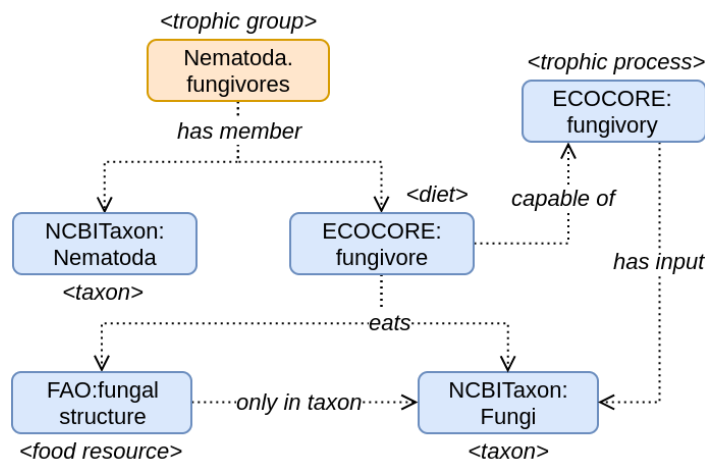 <trophic group>
Nematoda.
fungivores
<trophic process>
ECOCORE:
fungivory
has member
<diet>
capable of
NCBITaxon:
Nematoda
ECOCORE:
fungivore
<taxon>
has input
eats
FAO:fungal
structure
only in taxon
NCBITaxon:
Fungi
<food resource>
<taxon>